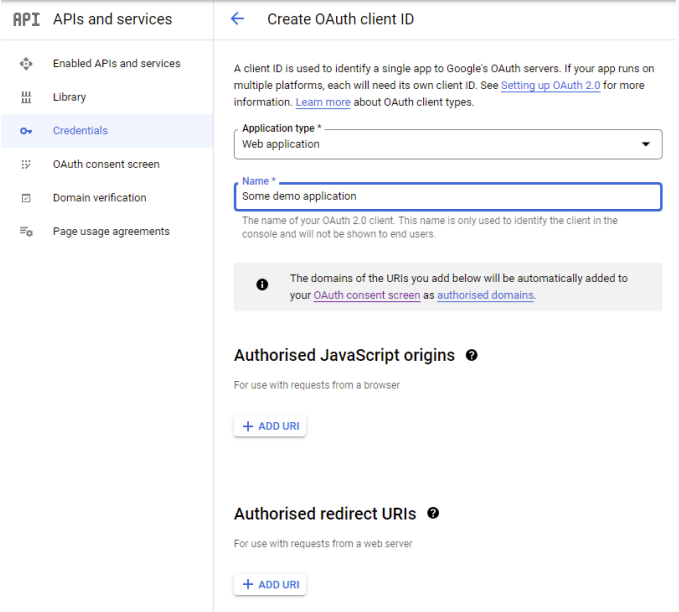 API APIs and services
Enabled APIs and services
Library
Credentials
OAuth consent screen
Domain verification
Page usage agreements
Create OAuth client ID
A client ID is used to identify a single app to Google's OAuth servers. If your app runs on
multiple platforms, each will need its own client ID. See Setting up OAuth 2.0 for more
information. Learn more about OAuth client types.
Application type *
Web application
Name *
Some demo application
The name of your OAuth 2.0 client. This name is only used to identify the client in the
console and will not be shown to end users.
The domains of the URIs you add below will be automatically added to
your OAuth consent screen as authorised domains.
Authorised JavaScript origins
For use with requests from a browser
+ ADD URI
Authorised redirect URIs
For use with requests from a web server
+ ADD URI